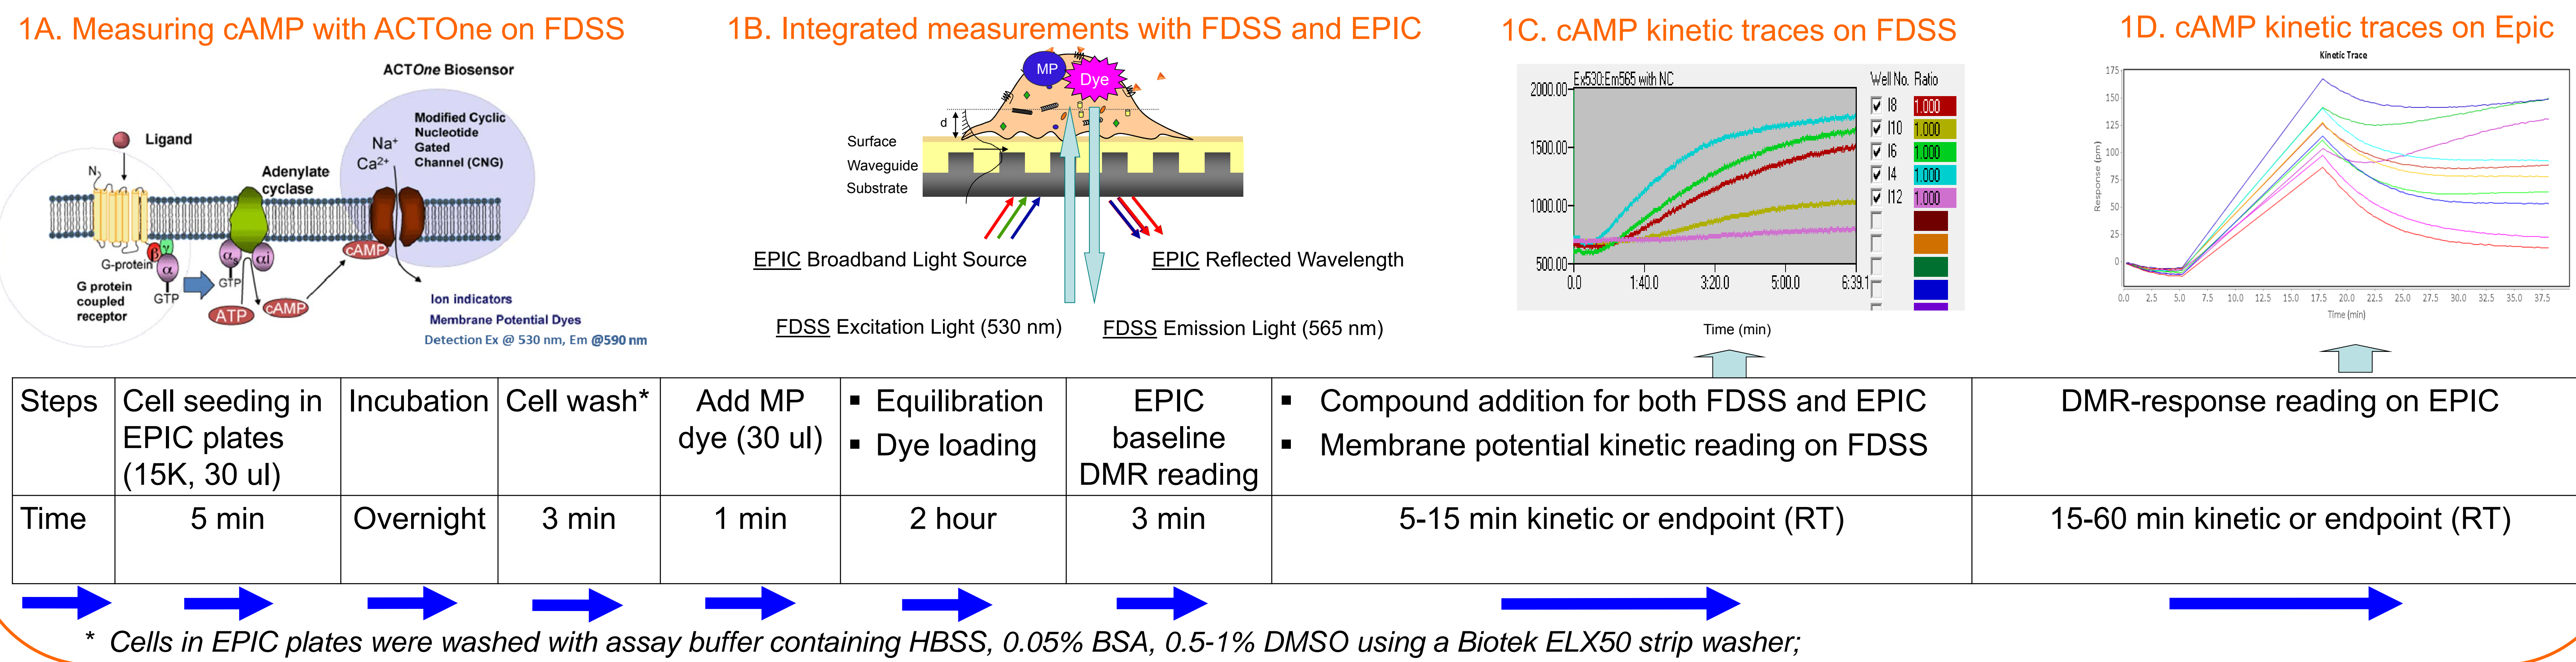 1A. Measuring cAMP with ACTOne on FDSS
ACTOne Biosensor
Ligand
N
Adenylate
cyclase
Na+
Ca2+
Modified Cyclic
Nucleotide
Gated
Channel (CNG)
β
γ
G-protein
α
GTP
αs
αi
GTP
cAMP
G protein
coupled
receptor
ATP
cAMP
Ion indicators
Membrane Potential Dyes
Detection Ex @ 530 nm, Em @590 nm
1B. Integrated measurements with FDSS and EPIC
MP
Dye
d
Surface
Waveguide
Substrate
EPIC Broadband Light Source
EPIC Reflected Wavelength
FDSS Excitation Light (530 nm)
FDSS Emission Light (565 nm)
1C. cAMP kinetic traces on FDSS
Ex530:Em565 with NC
2000.00
1500.00
1000.00
500.00
0.0 1:40.0 3:20.0 5:00.0 6:39.1
Well No. Ratio
I8 1.000
I10 1.000
I6 1.000
I4 1.000
I12 1.000
Time (min)
1D. cAMP kinetic traces on Epic
Kinetic Trace
Response (pm)
175
150
125
100
75
50
25
0
0.0 2.5 5.0 7.5 10.0 12.5 15.0 17.5 20.0 22.5 25.0 27.5 30.0 32.5 35.0 37.5
Time (min)
Steps
Cell seeding in
EPIC plates
(15K, 30 ul)
Incubation
Cell wash*
Add MP
dye (30 ul)
▪ Equilibration
▪ Dye loading
EPIC
baseline
DMR reading
▪ Compound addition for both FDSS and EPIC
▪ Membrane potential kinetic reading on FDSS
DMR-response reading on EPIC
Time
5 min
Overnight
3 min
1 min
2 hour
3 min
5-15 min kinetic or endpoint (RT)
15-60 min kinetic or endpoint (RT)
* Cells in EPIC plates were washed with assay buffer containing HBSS, 0.05% BSA, 0.5-1% DMSO using a Biotek ELX50 strip washer;